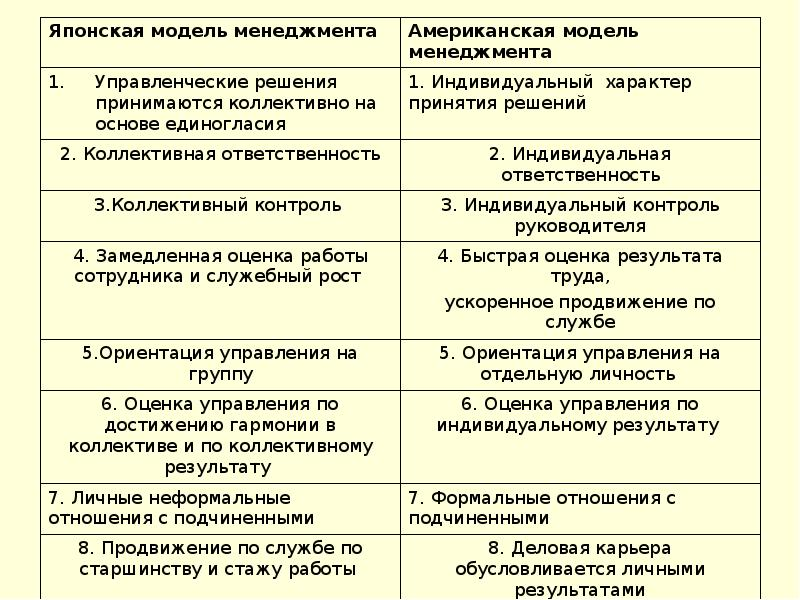 Японская модель менеджмента
Американская модель
менеджмента
1. Управленческие решения
принимаются коллективно на
основе единогласия
1. Индивидуальный характер
принятия решений
2. Коллективная ответственность
2. Индивидуальная
ответственность
3.Коллективный контроль
3. Индивидуальный контроль
руководителя
4. Замедленная оценка работы
сотрудника и служебный рост
4. Быстрая оценка результата
труда,
ускоренное продвижение по
службе
5.Ориентация управления на
группу
5. Ориентация управления на
отдельную личность
6. Оценка управления по
достижению гармонии в
коллективе и по коллективному
результату
6. Оценка управления по
индивидуальному результату
7. Личные неформальные
отношения с подчиненными
7. Формальные отношения с
подчиненными
8. Продвижение по службе по
старшинству и стажу работы
8. Деловая карьера
обусловливается личными
результатами